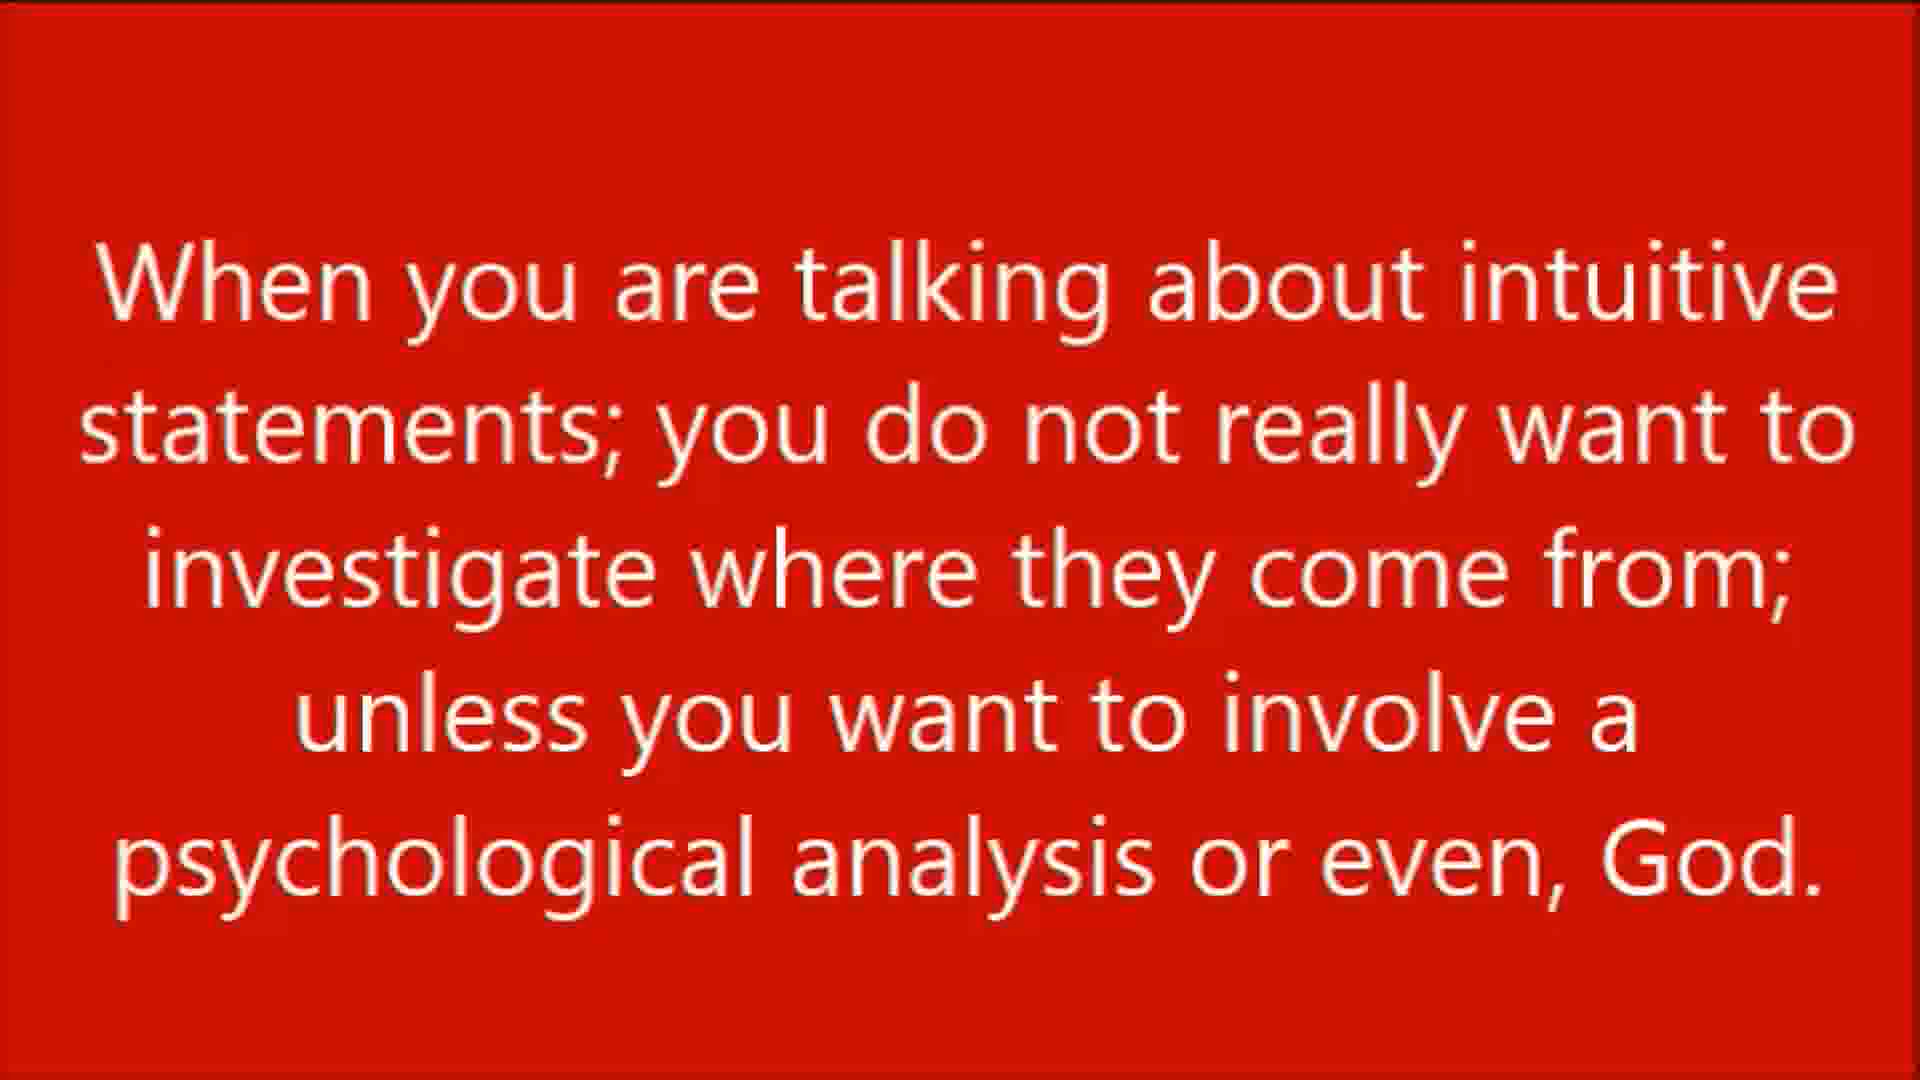 When you are talking about intuitive
statements; you do not really want to
investigate where they come from;
unless you want to involve a
psychological analysis or even, God.